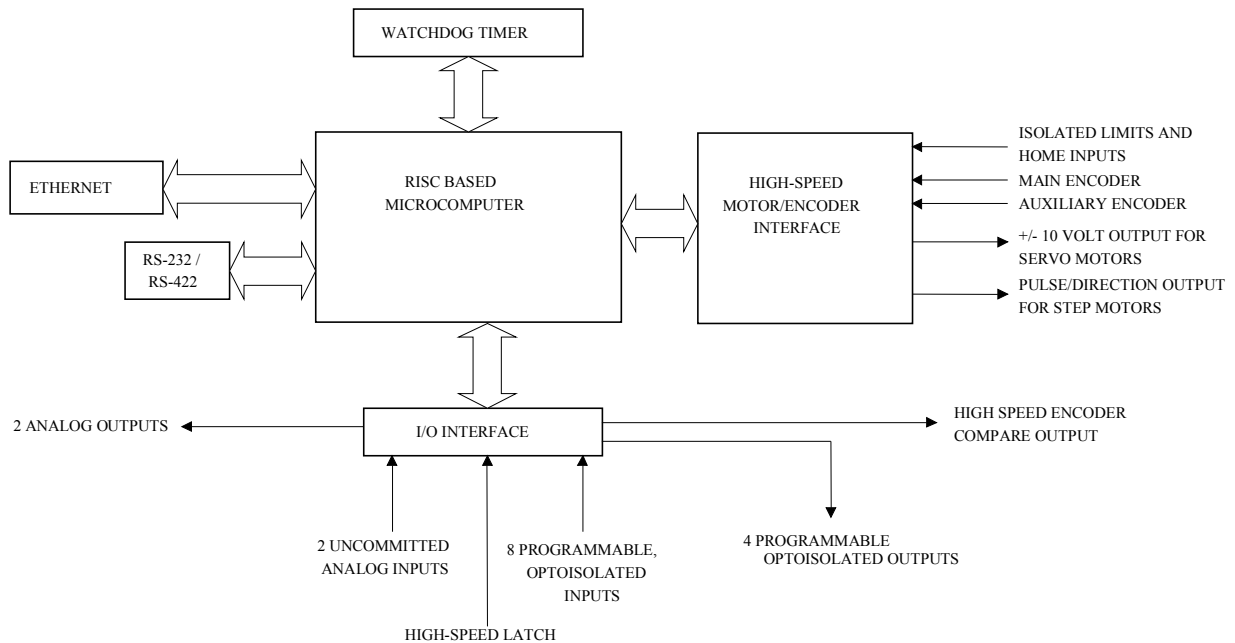 WATCHDOG TIMER
ETHERNET
RISC BASED
MICROCOMPUTER
HIGH-SPEED
MOTOR/ENCODER
INTERFACE
ISOLATED LIMITS AND
HOME INPUTS
MAIN ENCODER
AUXILIARY ENCODER
+/- 10 VOLT OUTPUT FOR
SERVO MOTORS
PULSE/DIRECTION OUTPUT
FOR STEP MOTORS
RS-232 /
RS-422
2 ANALOG OUTPUTS
I/O INTERFACE
HIGH SPEED ENCODER
COMPARE OUTPUT
2 UNCOMMITTED
ANALOG INPUTS
8 PROGRAMMABLE,
OPTOISOLATED
INPUTS
4 PROGRAMMABLE
OPTOISOLATED OUTPUTS
HIGH-SPEED LATCH